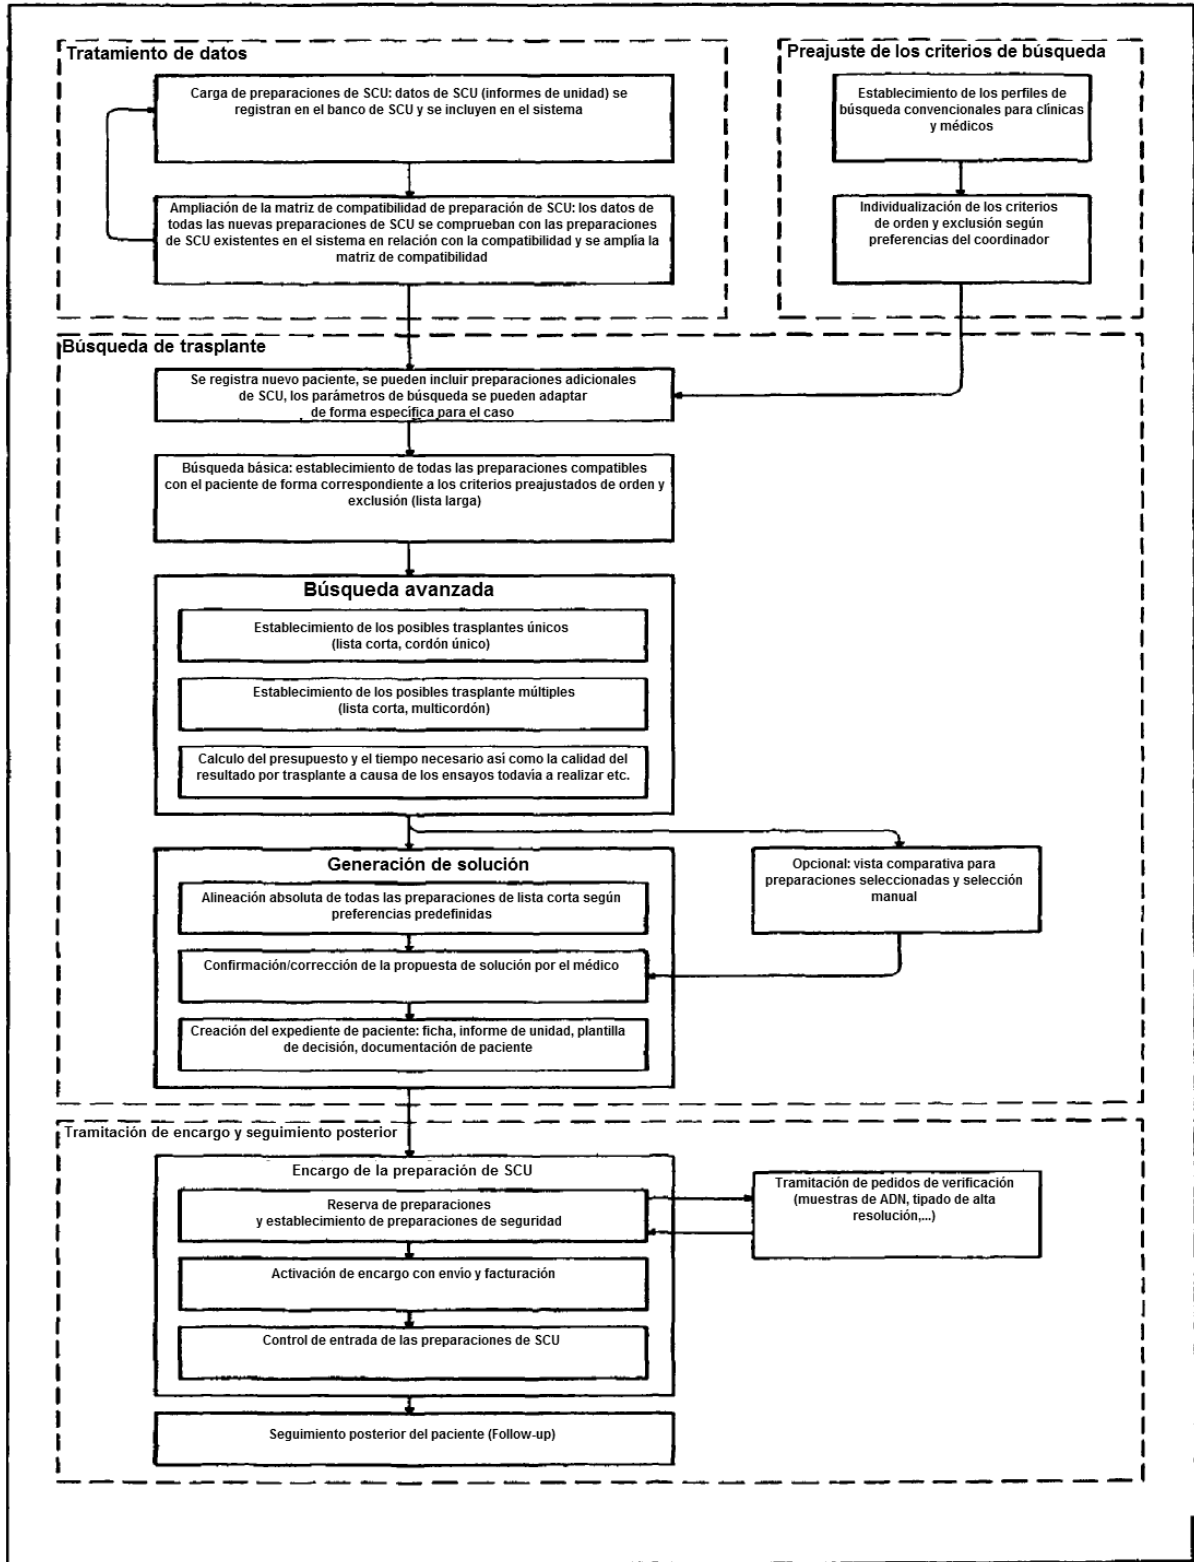 Tratamiento de datos
Carga de preparaciones de SCU: datos de SCU (informes de unidad) se
registran en el banco de SCU y se incluyen en el sistema
Ampliación de la matriz de compatibilidad de preparación de SCU: los datos de
todas las nuevas preparaciones de SCU se comprueban con las preparaciones
de SCU existentes en el sistema en relación con la compatibilidad y se amplía la
matriz de compatibilidad
Preajuste de los criterios de búsqueda
Establecimiento de los perfiles de
búsqueda convencionales para clínicas
y médicos
Individualización de los criterios
de orden y exclusión según
preferencias del coordinador
Búsqueda de trasplante
Se registra nuevo paciente, se pueden incluir preparaciones adicionales
de SCU, los parámetros de búsqueda se pueden adaptar
de forma específica para el caso
Búsqueda básica: establecimiento de todas las preparaciones compatibles
con el paciente de forma correspondiente a los criterios preajustados de orden y
exclusión (lista larga)
Búsqueda avanzada
Establecimiento de los posibles trasplantes únicos
(lista corta, cordón único)
Establecimiento de los posibles trasplante múltiples
(lista corta, multicordón)
Calculo del presupuesto y el tiempo necesario así como la calidad del
resultado por trasplante a causa de los ensayos todavía a realizar etc.
Generación de solución
Alineación absoluta de todas las preparaciones de lista corta según
preferencias predefinidas
Confirmación/corrección de la propuesta de solución por el médico
Creación del expediente de paciente: ficha, informe de unidad, plantilla
de decisión, documentación de paciente
Opcional: vista comparativa para
preparaciones seleccionadas y selección
manual
Tramitación de encargo y seguimiento posterior
Encargo de la preparación de SCU
Reserva de preparaciones
y establecimiento de preparaciones de seguridad
Activación de encargo con envío y facturación
Control de entrada de las preparaciones de SCU
Tramitación de pedidos de verificación
(muestras de ADN, tipado de alta
resolución,...)
Seguimiento posterior del paciente (Follow-up)